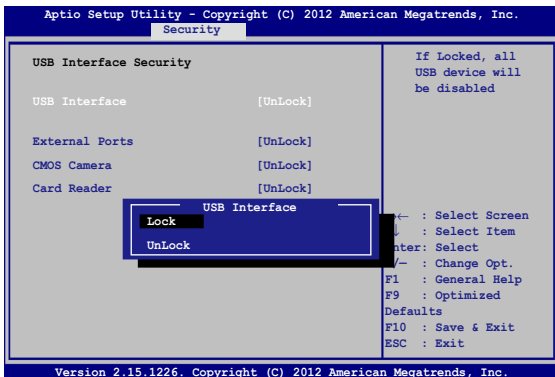 Aptio Setup Utility - Copyright (C) 2012 American Megatrends, Inc.
Security
USB Interface Security
USB Interface [UnLock]
External Ports [UnLock]
CMOS Camera [UnLock]
Card Reader [UnLock]
USB Interface
Lock
UnLock
If Locked, all
USB device will
be disabled
← : Select Screen
↓ : Select Item
nter: Select
/— : Change Opt.
F1 : General Help
F9 : Optimized
Defaults
F10 : Save & Exit
ESC : Exit
Version 2.15.1226. Copyright (C) 2012 American Megatrends, Inc.